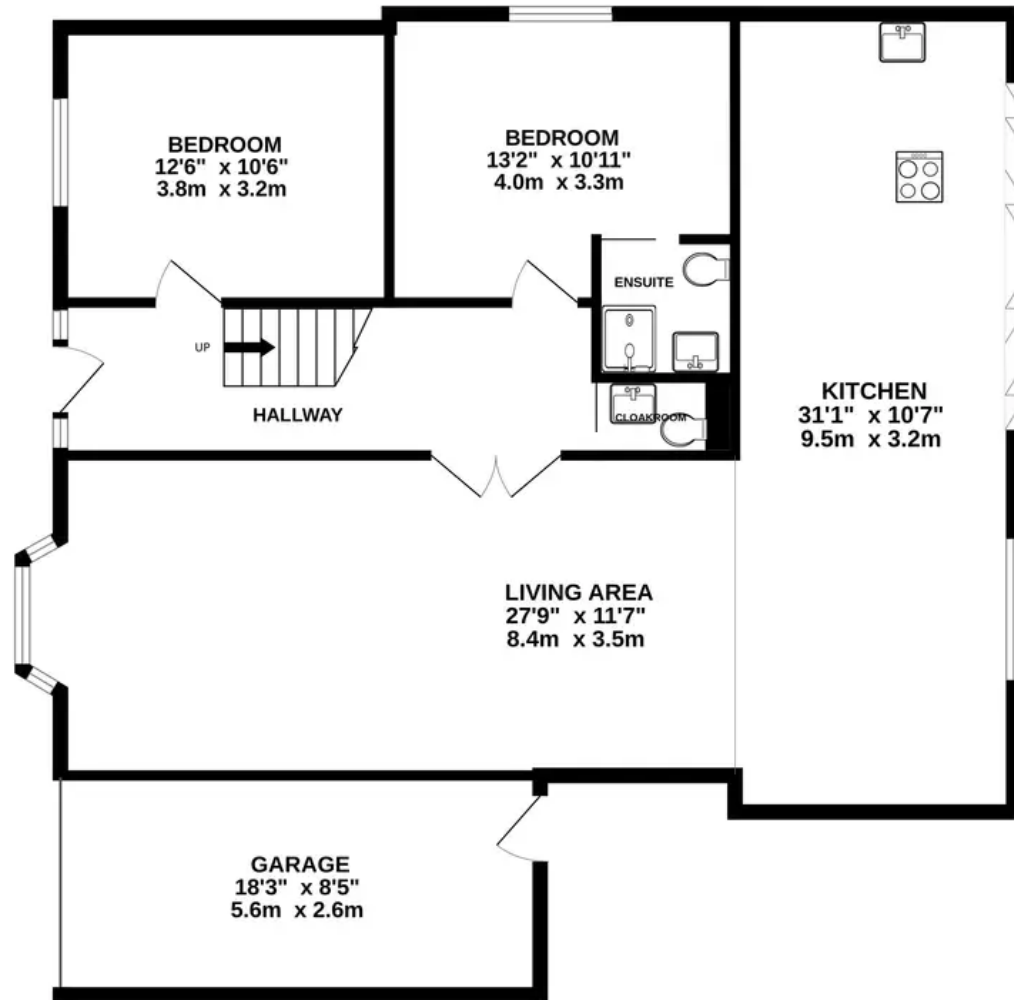 BEDROOM
12'6" x 10'6"
3.8m x 3.2m
BEDROOM
13'2" x 10'11"
4.0m x 3.3m
ENSUITE
UP
HALLWAY
CLOAKROOM
KITCHEN
31'1" x 10'7"
9.5m x 3.2m
LIVING AREA
27'9" x 11'7"
8.4m x 3.5m
GARAGE
18'3" x 8'5"
5.6m x 2.6m